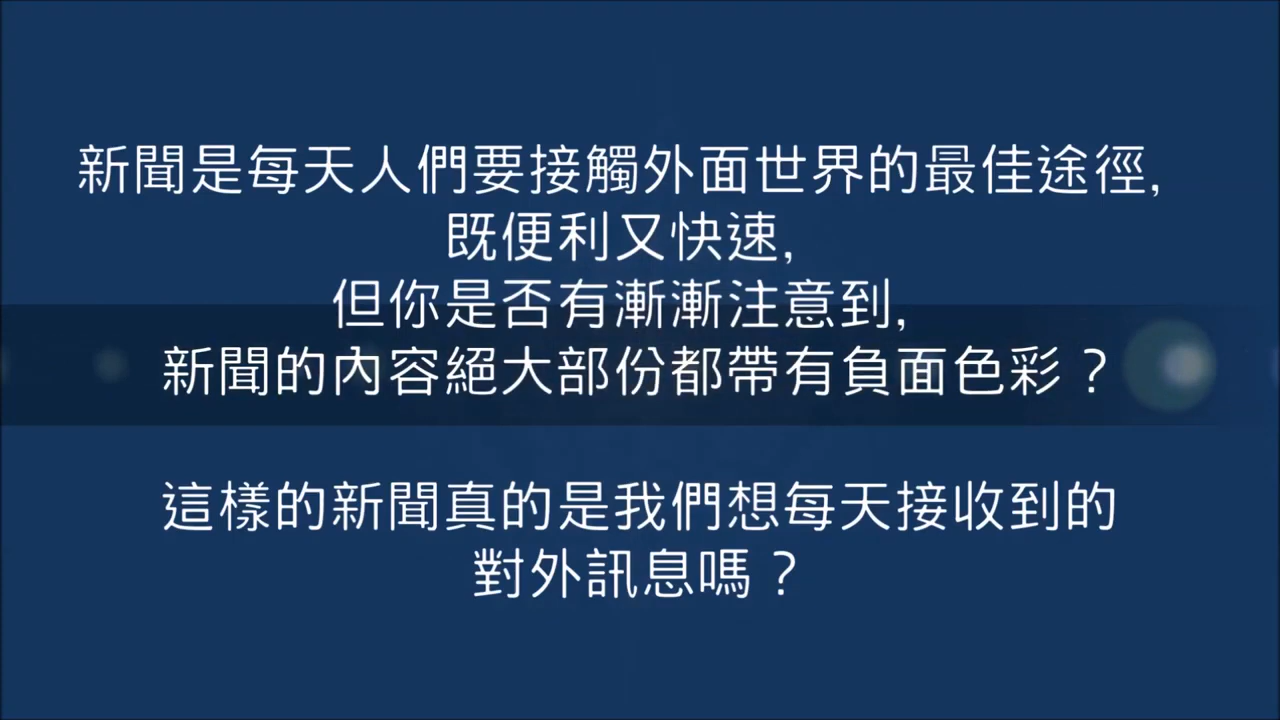 新聞是每天人們要接觸外面世界的最佳途徑,
既便利又快速,
但你是否有漸漸注意到,
新聞的內容絕大部份都帶有負面色彩？
這樣的新聞真的是我們想每天接收到的
對外訊息嗎？